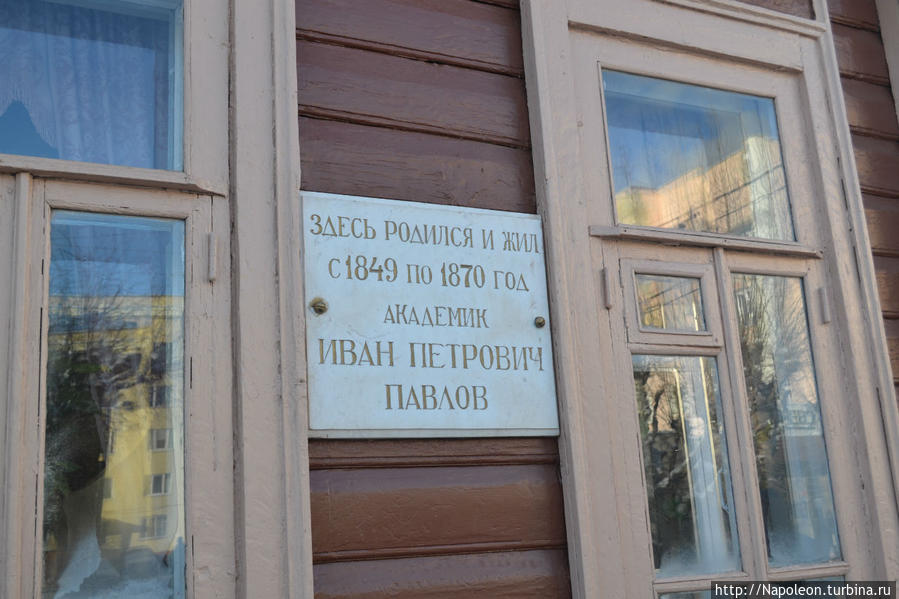 ЗДЕСЬ РОДИЛСЯ И ЖИЛ
С 1849 ПО 1870 ГОД
АКАДЕМИК
ИВАН ПЕТРОВИЧ
ПАВЛОВ
http://Napoleon.turbina.ru/